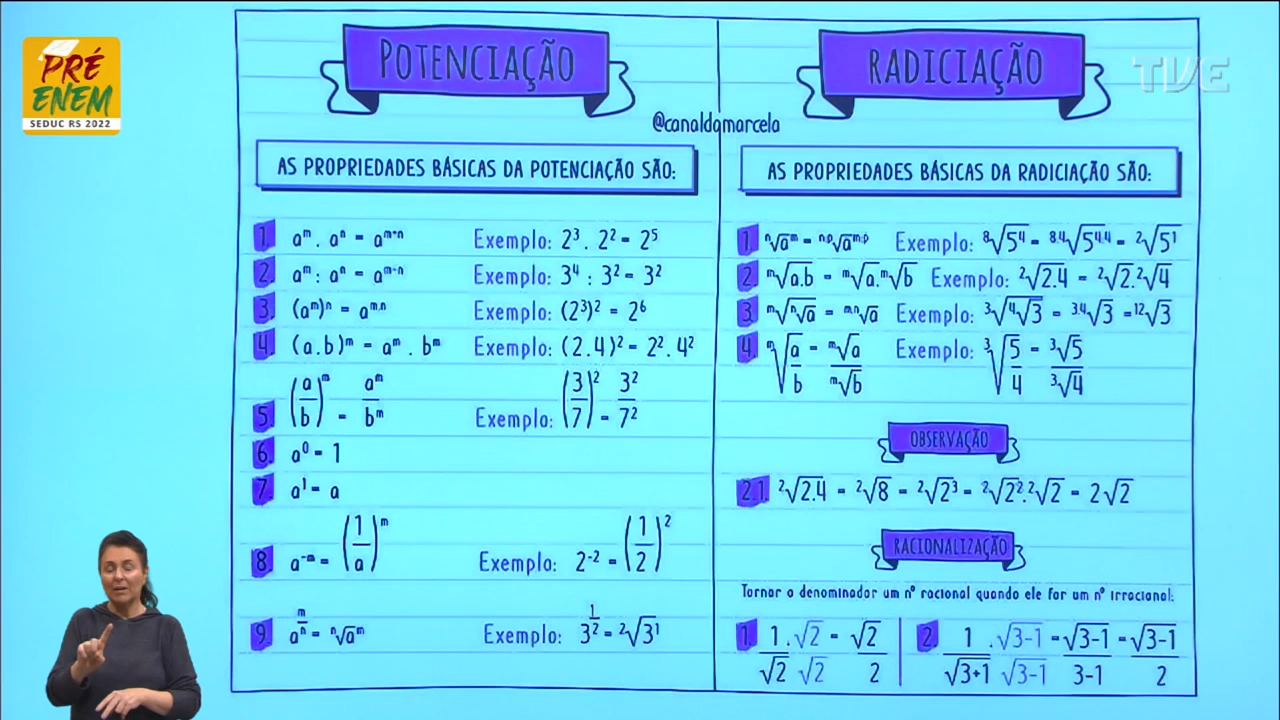 PRÉ
ENEM
SEDUC RS 2022
TVE
POTENCIAÇÃO
@canaldamarcela
AS PROPRIEDADES BÁSICAS DA POTENCIAÇÃO SÃO:
1. aᵐ . aⁿ = aᵐ⁺ⁿ Exemplo: 2³ . 2² = 2⁵
2. aᵐ : aⁿ = aᵐ⁻ⁿ Exemplo: 3⁴ : 3² = 3²
3. (aᵐ)ⁿ = aᵐ·ⁿ Exemplo: (2³)² = 2⁶
4. (a.b)ᵐ = aᵐ . bᵐ Exemplo: (2.4)² = 2² . 4²
5. (a/b)ᵐ = aᵐ/bᵐ Exemplo: (3/7)² = 3²/7²
6. a⁰ = 1
7. a¹ = a
8. a⁻ᵐ = (1/a)ᵐ Exemplo: 2⁻² = (1/2)²
9. a^(m/n) = ⁿ√aᵐ Exemplo: 3^(1/2) = ²√3¹
RADICIAÇÃO
AS PROPRIEDADES BÁSICAS DA RADICIAÇÃO SÃO:
1. ⁿ√aᵐ = ⁿ:ᵖ√aᵐ:ᵖ Exemplo: ⁸√5⁴ = ⁸:⁴√5⁴:⁴ = ²√5¹
2. ᵐ√a.b = ᵐ√a.ᵐ√b Exemplo: ²√2.4 = ²√2.²√4
3. ᵐ√ⁿ√a = ᵐ·ⁿ√a Exemplo: ³√⁴√3 = ³·⁴√3 = ¹²√3
4. ᵐ√(a/b) = ᵐ√a/ᵐ√b Exemplo: ³√(5/4) = ³√5/³√4
OBSERVAÇÃO
2.1. ²√2.4 = ²√8 = ²√2³ = ²√2².²√2 = 2√2
RACIONALIZAÇÃO
Tornar o denominador um nº racional quando ele for um nº irracional:
1 1/√2 . √2/√2 = √2/2
2. 1/√3+1 . √3-1/√3-1 = √3-1/3-1 = √3-1/2